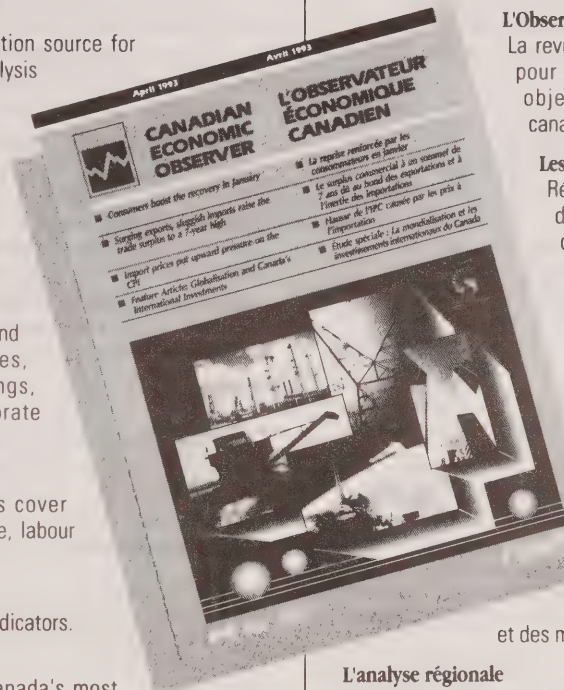 tion source for
lysis
nd
es,
ngs,
orate
s cover
e, labour
dicators.
anada's most
April 1993
Avril 1993
CANADIAN
ECONOMIC
OBSERVER
L'OBSERVATEUR
ÉCONOMIQUE
CANADIEN
Consumers boost the recovery in January
Surging exports, sluggish imports raise the
trade surplus to a 7-year high
Import prices put upward pressure on the
CPI
Feature Article: Globalisation and Canada's
International Investments
La reprise renforcée par les
consommateurs en janvier
Le surplus commercial à un sommet de
7 ans dû au bond des exportations et à
l'inertie des importations
Hausse de l'IPC causée par les prix à
l'importation
Étude spéciale : La mondialisation et les
investissements internationaux du Canada
L'Obser
La revu
pour
obje
cana
Les
Ré
d
et des m
L'analyse régionale